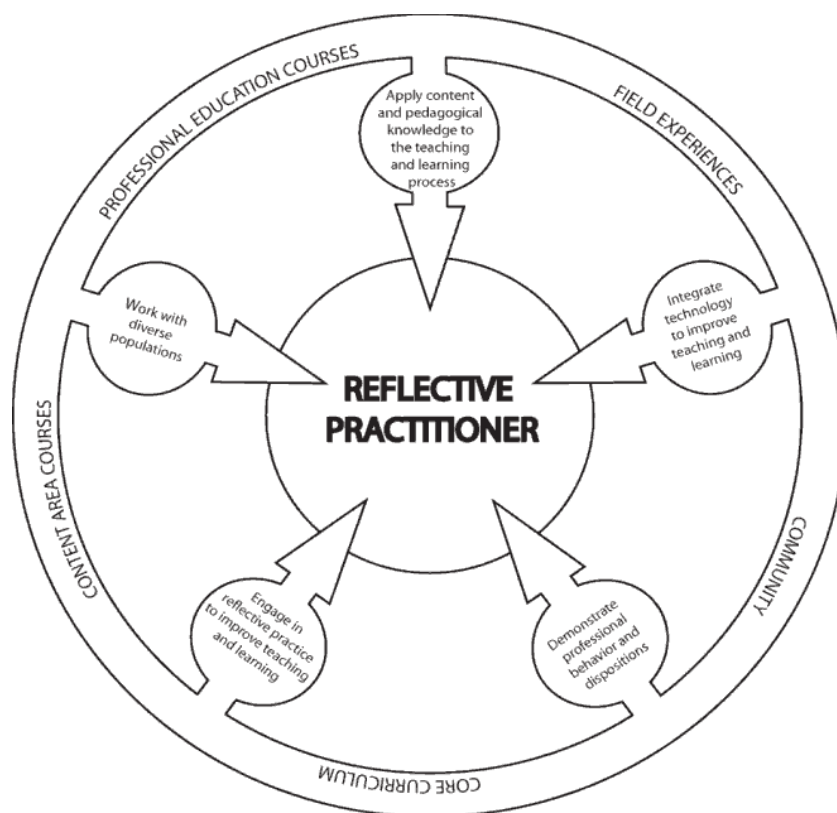 PROFESSIONAL EDUCATION COURSES
FIELD EXPERIENCES
Apply content
and pedagogical
knowledge to
the teaching
and learning
process
Work with
diverse
populations
Integrate
technology
to improve
teaching and
learning
REFLECTIVE
PRACTITIONER
CONTENT AREA COURSES
COMMUNITY
Engage in
reflective practice
to improve teaching
and learning
Demonstrate
professional
behavior and
dispositions
CORE CURRICULUM